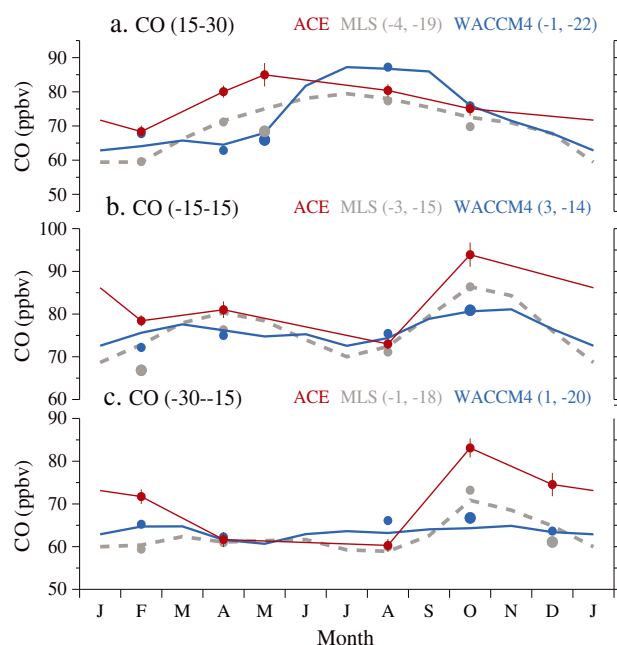 a. CO (15-30) ACE MLS (-4, -19) WACCM4 (-1, -22)
CO (ppbv)
90
80
70
60
50
b. CO (-15-15) ACE MLS (-3, -15) WACCM4 (3, -14)
CO (ppbv)
100
90
80
70
60
c. CO (-30--15) ACE MLS (-1, -18) WACCM4 (1, -20)
CO (ppbv)
90
80
70
60
50
J F M A M J J A S O N D J
Month